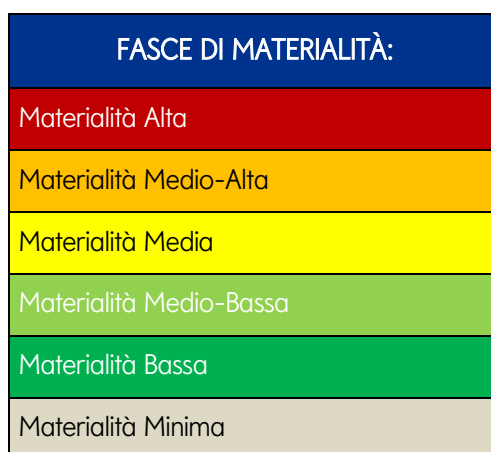 FASCE DI MATERIALITÀ:
Materialità Alta
Materialità Medio-Alta
Materialità Media
Materialità Medio-Bassa
Materialità Bassa
Materialità Minima